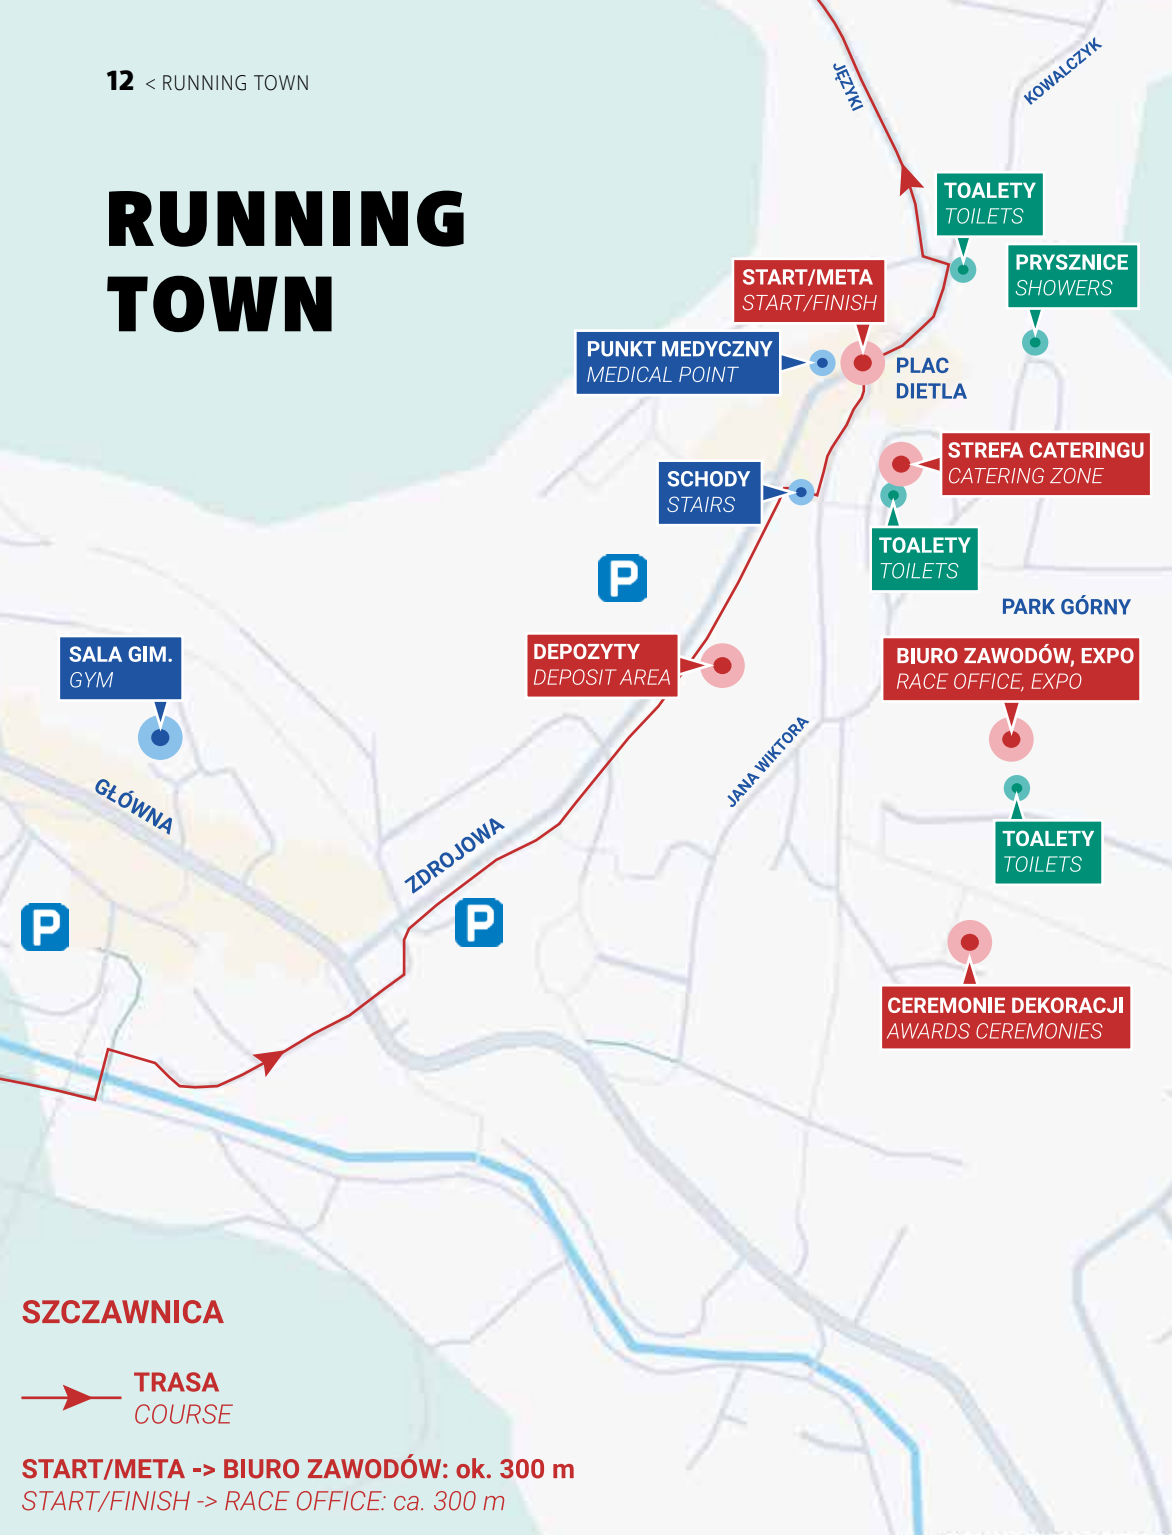 12 < RUNNING TOWN
RUNNING
TOWN
JĘZYKI
KOWALCZYK
TOALETY
TOILETS
PRYSZNICE
SHOWERS
START/META
START/FINISH
PUNKT MEDYCZNY
MEDICAL POINT
PLAC
DIETLA
STREFA CATERINGU
CATERING ZONE
SCHODY
STAIRS
TOALETY
TOILETS
P
PARK GÓRNY
SALA GIM.
GYM
DEPOZYTY
DEPOSIT AREA
BIURO ZAWODÓW, EXPO
RACE OFFICE, EXPO
JANA WIKTORA
GŁÓWNA
ZDROJOWA
TOALETY
TOILETS
P
P
CEREMONIE DEKORACJI
AWARDS CEREMONIES
SZCZAWNICA
TRASA
COURSE
START/META -> BIURO ZAWODÓW: ok. 300 m
START/FINISH -> RACE OFFICE: ca. 300 m